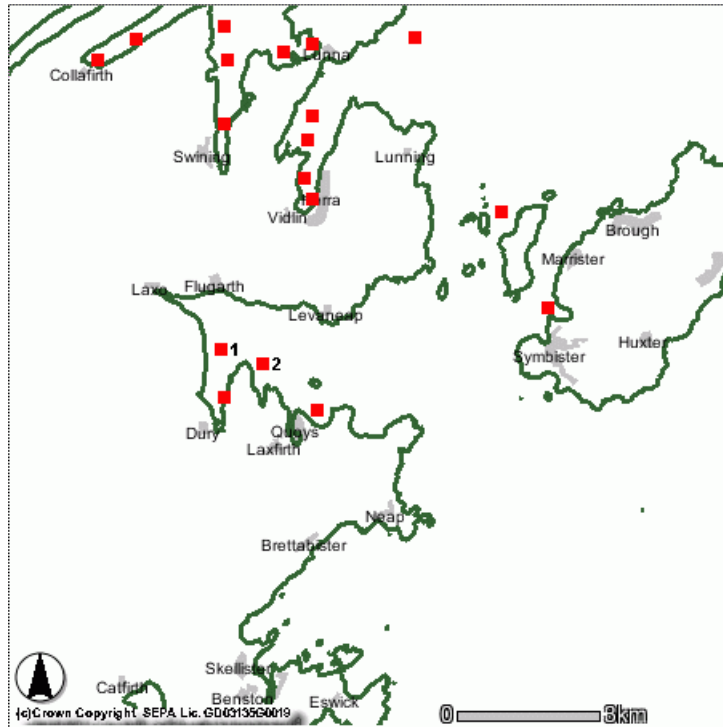 Collafirth
Lunna
Swining
Lunning
Vidlin
Brough
Marrister
Laxo
Flugarth
Levaneap
1
2
Symbister
Huxter
Dury
Quoys
Laxfirth
Neap
Brettabister
Skellister
Catfirth
Benston
Eswick
(c)Crown Copyright SEPA Lic. GD03135G0019
0 3km